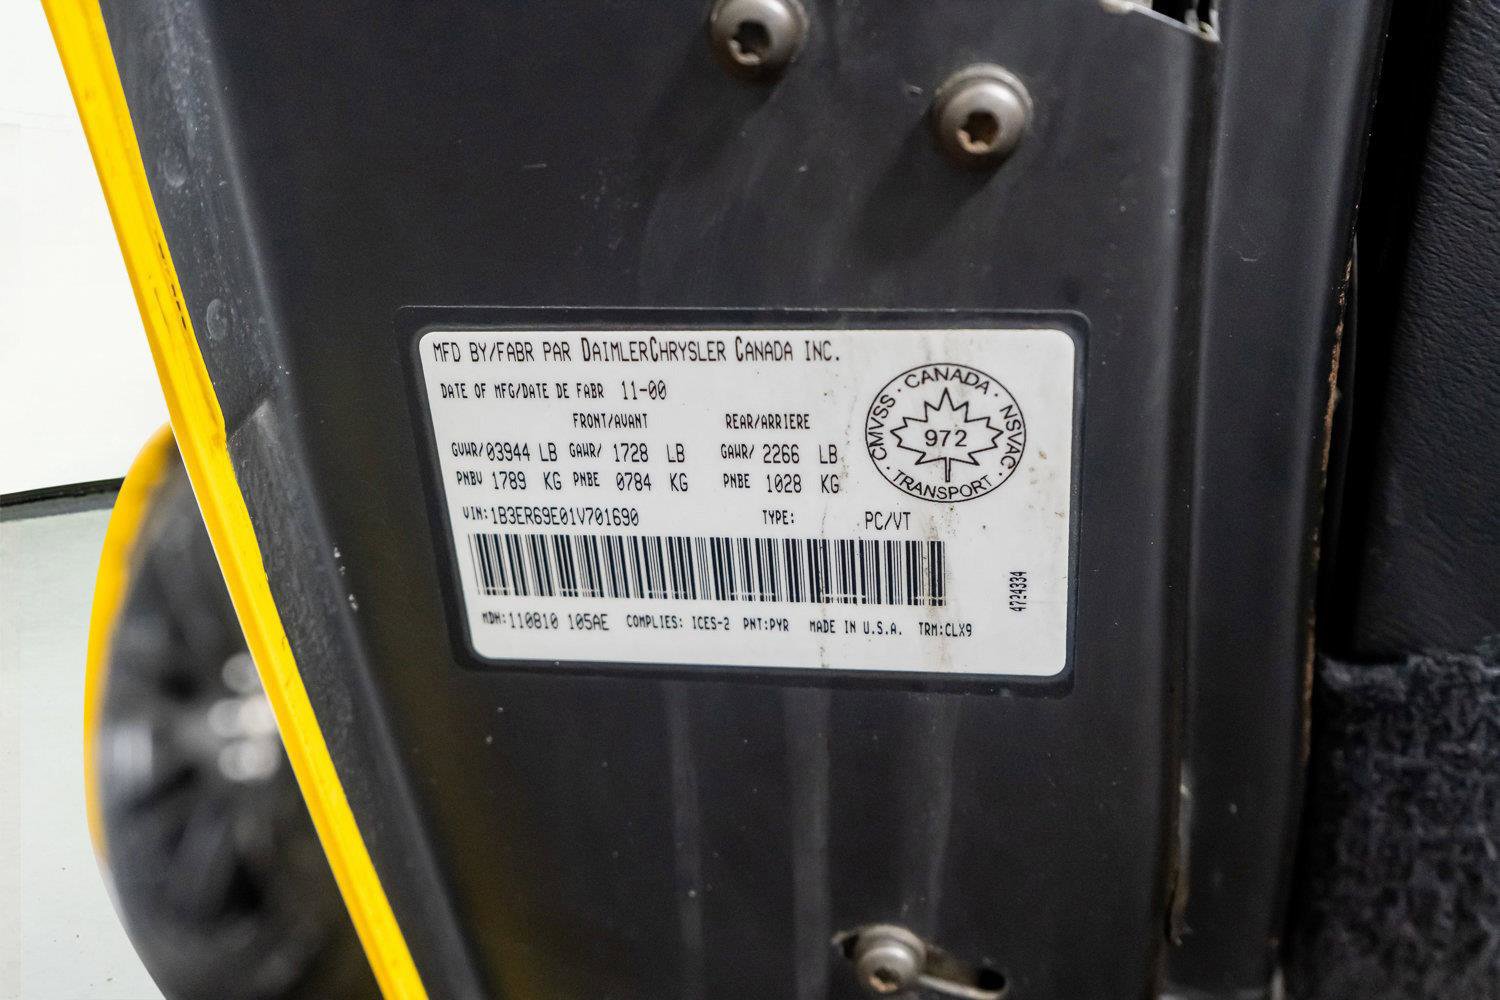 MFD BY/FABR PAR DAIMLERCHRYSLER CANADA INC.
DATE OF MFG/DATE DE FABR 11-00
FRONT/AVANT REAR/ARRIERE
GVWR/03944 LB GAWR/ 1728 LB GAWR/ 2266 LB
PNBV 1789 KG PNBE 0784 KG PNBE 1028 KG
VIN:1B3ER69E01V701690 TYPE: PC/VT
MDH:110810 105AE COMPLIES: ICES-2 PNT:PYR MADE IN U.S.A. TRM:CLX9
CMVSS · CANADA · NSVAC · TRANSPORT ·
972
4724334